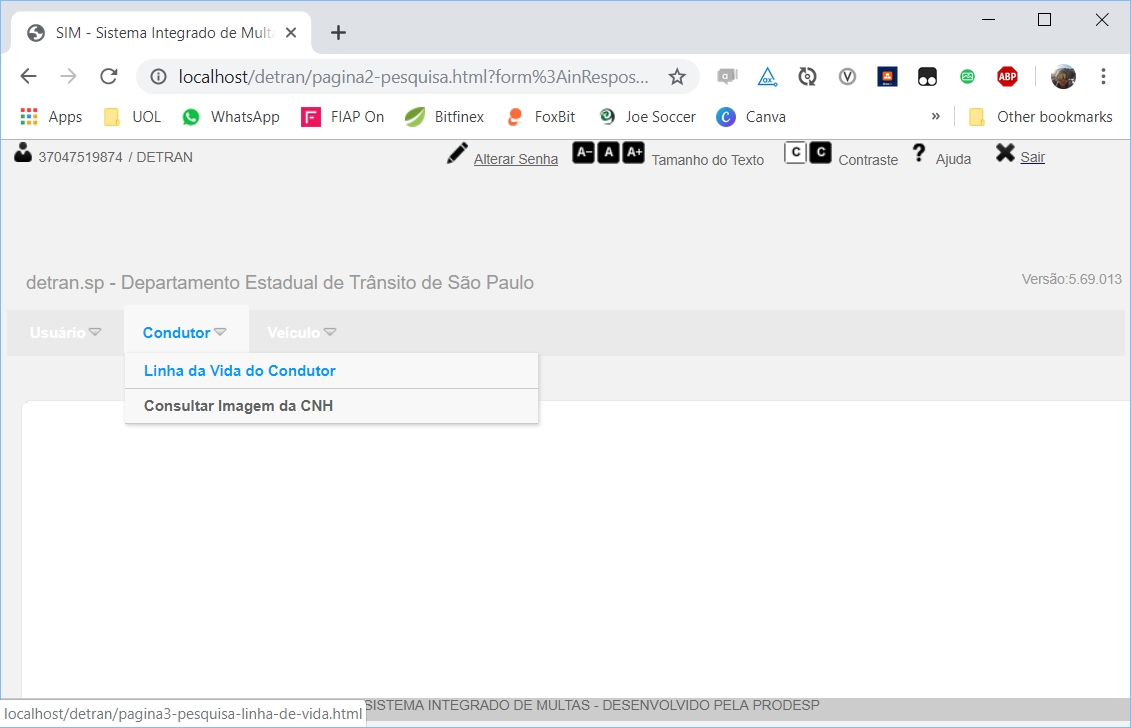 SIM - Sistema Integrado de Mult
localhost/detran/pagina2-pesquisa.html?form%3AinRespos...
ABP
Apps UOL WhatsApp FIAP On Bitfinex FoxBit Joe Soccer Canva » Other bookmarks
37047519874 / DETRAN Alterar Senha A- A A+ Tamanho do Texto C C Contraste ? Ajuda Sair
detran.sp - Departamento Estadual de Trânsito de São Paulo Versão:5.69.013
Usuário Condutor Veículo
Linha da Vida do Condutor
Consultar Imagem da CNH
SISTEMA INTEGRADO DE MULTAS - DESENVOLVIDO PELA PRODESP
localhost/detran/pagina3-pesquisa-linha-de-vida.html